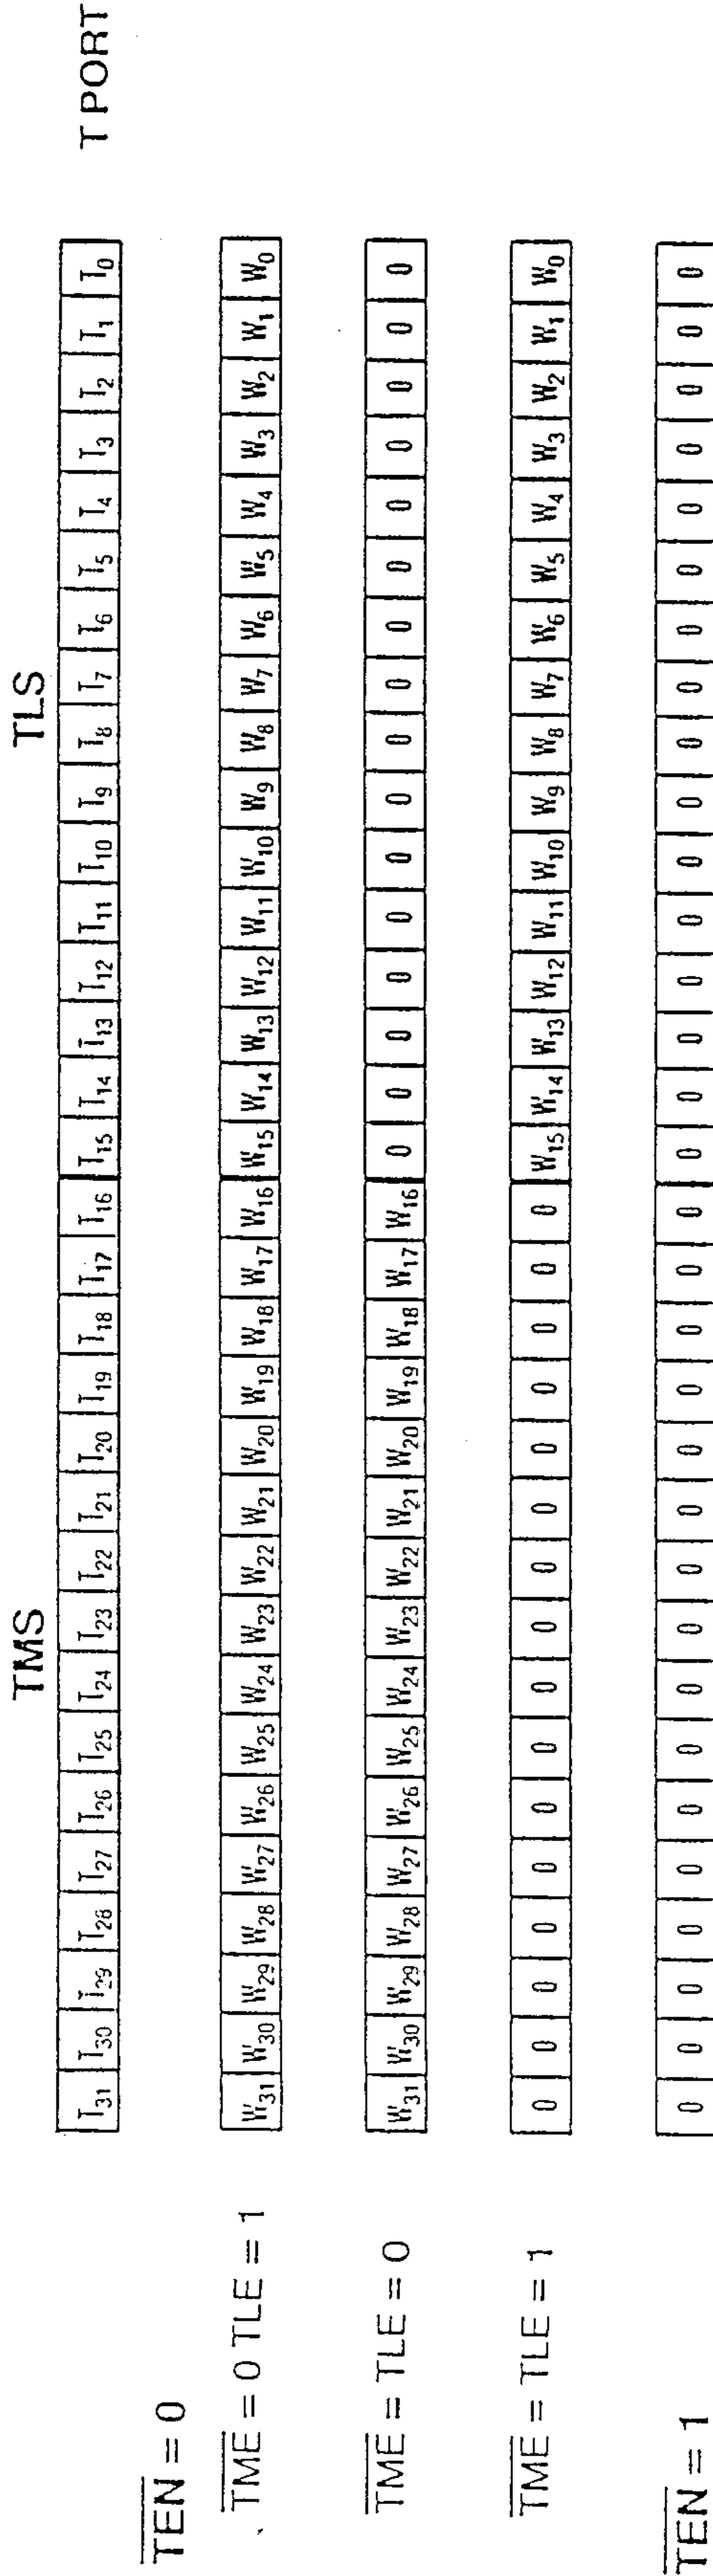 TMS TLS
T31 T30 T29 T28 T27 T26 T25 T24 T23 T22 T21 T20 T19 T18 T17 T16 T15 T14 T13 T12 T11 T10 T9 T8 T7 T6 T5 T4 T3 T2 T1 T0 T PORT
T̅E̅N̅ = 0
T̅M̅E̅ = 0 TLE = 1 W31 W30 W29 W28 W27 W26 W25 W24 W23 W22 W21 W20 W19 W18 W17 W16 W15 W14 W13 W12 W11 W10 W9 W8 W7 W6 W5 W4 W3 W2 W1 W0
T̅M̅E̅ = TLE = 0 W31 W30 W29 W28 W27 W26 W25 W24 W23 W22 W21 W20 W19 W18 W17 W16 0 0 0 0 0 0 0 0 0 0 0 0 0 0 0 0
T̅M̅E̅ = TLE = 1 0 0 0 0 0 0 0 0 0 0 0 0 0 0 0 0 W15 W14 W13 W12 W11 W10 W9 W8 W7 W6 W5 W4 W3 W2 W1 W0
T̅E̅N̅ = 1 0 0 0 0 0 0 0 0 0 0 0 0 0 0 0 0 0 0 0 0 0 0 0 0 0 0 0 0 0 0 0 0